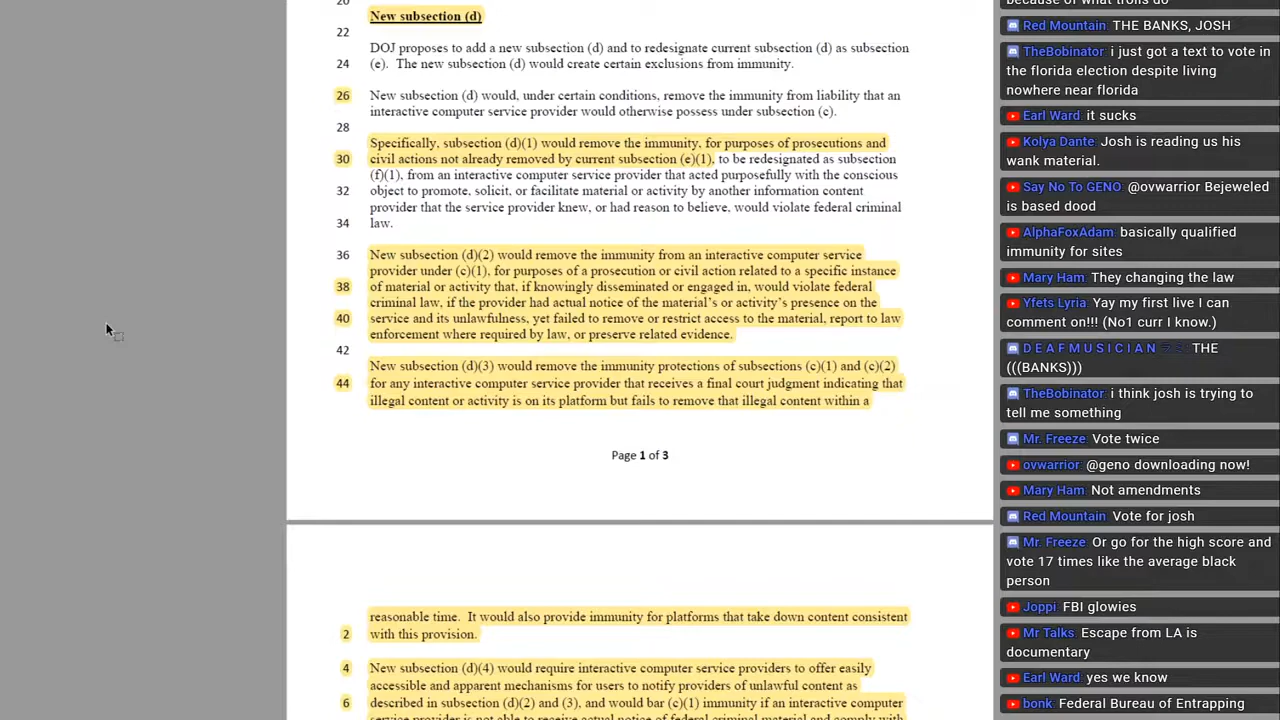 20
New subsection (d)
22
DOJ proposes to add a new subsection (d) and to redesignate current subsection (d) as subsection
24 (e). The new subsection (d) would create certain exclusions from immunity.
26 New subsection (d) would, under certain conditions, remove the immunity from liability that an
interactive computer service provider would otherwise possess under subsection (c).
28
Specifically, subsection (d)(1) would remove the immunity, for purposes of prosecutions and
30 civil actions not already removed by current subsection (e)(1), to be redesignated as subsection
(f)(1), from an interactive computer service provider that acted purposefully with the conscious
32 object to promote, solicit, or facilitate material or activity by another information content
provider that the service provider knew, or had reason to believe, would violate federal criminal
34 law.
36 New subsection (d)(2) would remove the immunity from an interactive computer service
provider under (c)(1), for purposes of a prosecution or civil action related to a specific instance
38 of material or activity that, if knowingly disseminated or engaged in, would violate federal
criminal law, if the provider had actual notice of the material's or activity's presence on the
40 service and its unlawfulness, yet failed to remove or restrict access to the material, report to law
enforcement where required by law, or preserve related evidence.
42
New subsection (d)(3) would remove the immunity protections of subsections (c)(1) and (c)(2)
44 for any interactive computer service provider that receives a final court judgment indicating that
illegal content or activity is on its platform but fails to remove that illegal content within a
Page 1 of 3
reasonable time. It would also provide immunity for platforms that take down content consistent
2 with this provision.
4 New subsection (d)(4) would require interactive computer service providers to offer easily
accessible and apparent mechanisms for users to notify providers of unlawful content as
6 described in subsection (d)(2) and (3), and would bar (c)(1) immunity if an interactive computer
service provider is not able to receive actual notice of federal criminal material and comply with
because of what trolls do
Red Mountain: THE BANKS, JOSH
TheBobinator: i just got a text to vote in
the florida election despite living
nowhere near florida
Earl Ward: it sucks
Kolya Dante: Josh is reading us his
wank material.
Say No To GENO: @ovwarrior Bejeweled
is based dood
AlphaFoxAdam: basically qualified
immunity for sites
Mary Ham: They changing the law
Yfets Lyria: Yay my first live I can
comment on!!! (No1 curr I know.)
D E A F M U S I C I A N THE
(((BANKS)))
TheBobinator: i think josh is trying to
tell me something
Mr. Freeze: Vote twice
ovwarrior: @geno downloading now!
Mary Ham: Not amendments
Red Mountain: Vote for josh
Mr. Freeze: Or go for the high score and
vote 17 times like the average black
person
Joppi: FBI glowies
Mr Talks: Escape from LA is
documentary
Earl Ward: yes we know
bonk: Federal Bureau of Entrapping